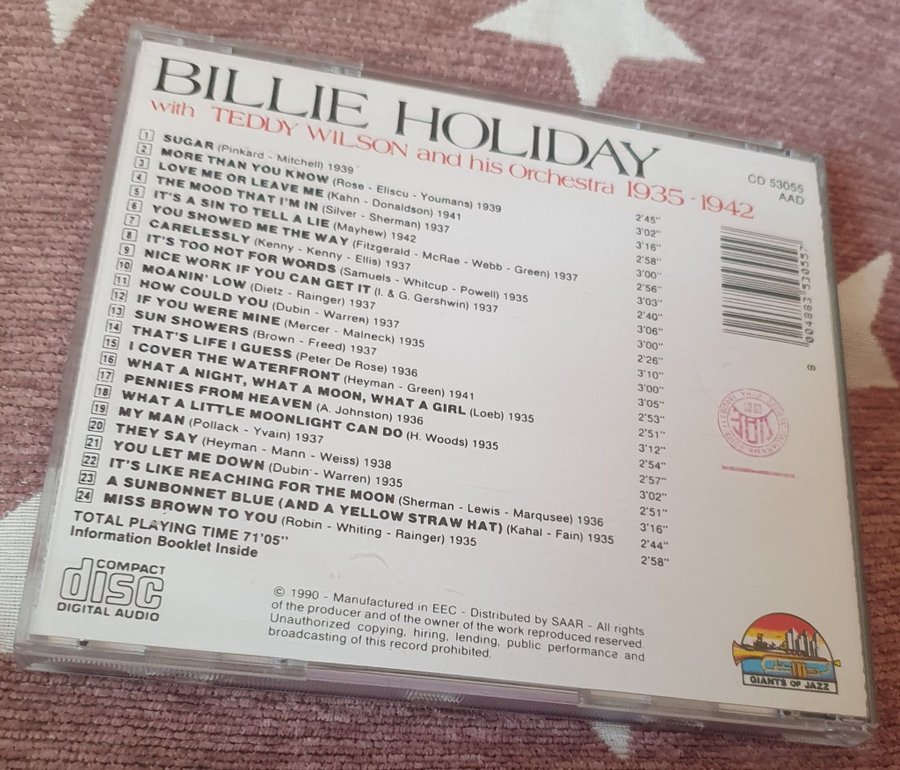 BILLIE HOLIDAY
with TEDDY WILSON and his Orchestra 1935-1942
CD 53055
AAD
1 SUGAR (Pinkard - Mitchell) 1939 2'45"
2 MORE THAN YOU KNOW (Rose - Eliscu - Youmans) 1939 3'02"
3 LOVE ME OR LEAVE ME (Kahn - Donaldson) 1941 3'16"
4 THE MOOD THAT I'M IN (Silver - Sherman) 1937 2'58"
5 IT'S A SIN TO TELL A LIE (Mayhew) 1942 3'00"
6 YOU SHOWED ME THE WAY (Fitzgerald - McRae - Webb - Green) 1937 2'56"
7 CARELESSLY (Kenny - Kenny - Ellis) 1937 3'03"
8 IT'S TOO HOT FOR WORDS (Samuels - Whitcup - Powell) 1935 2'40"
9 NICE WORK IF YOU CAN GET IT (I. & G. Gershwin) 1937 3'06"
10 MOANIN' LOW (Dietz - Rainger) 1937 3'00"
11 HOW COULD YOU (Dubin - Warren) 1937 2'26"
12 IF YOU WERE MINE (Mercer - Malneck) 1935 3'10"
13 SUN SHOWERS (Brown - Freed) 1937 3'00"
14 THAT'S LIFE I GUESS (Peter De Rose) 1936 3'05"
15 I COVER THE WATERFRONT (Heyman - Green) 1941 2'53"
16 WHAT A NIGHT, WHAT A MOON, WHAT A GIRL (Loeb) 1935 2'51"
17 PENNIES FROM HEAVEN (A. Johnston) 1936 3'12"
18 WHAT A LITTLE MOONLIGHT CAN DO (H. Woods) 1935 2'54"
19 MY MAN (Pollack - Yvain) 1937 2'57"
20 THEY SAY (Heyman - Mann - Weiss) 1938 3'02"
21 YOU LET ME DOWN (Dubin - Warren) 1935 2'51"
22 IT'S LIKE REACHING FOR THE MOON (Sherman - Lewis - Marqusee) 1936 3'16"
23 A SUNBONNET BLUE (AND A YELLOW STRAW HAT) (Kahal - Fain) 1935 2'44"
24 MISS BROWN TO YOU (Robin - Whiting - Rainger) 1935 2'58"
TOTAL PLAYING TIME 71'05"
Information Booklet Inside
004883 530557
8
COMPACT
disc
DIGITAL AUDIO
© 1990 - Manufactured in EEC - Distributed by SAAR - All rights
of the producer and of the owner of the work reproduced reserved.
Unauthorized copying, hiring, lending, public performance and
broadcasting of this record prohibited.
GIANTS OF JAZZ